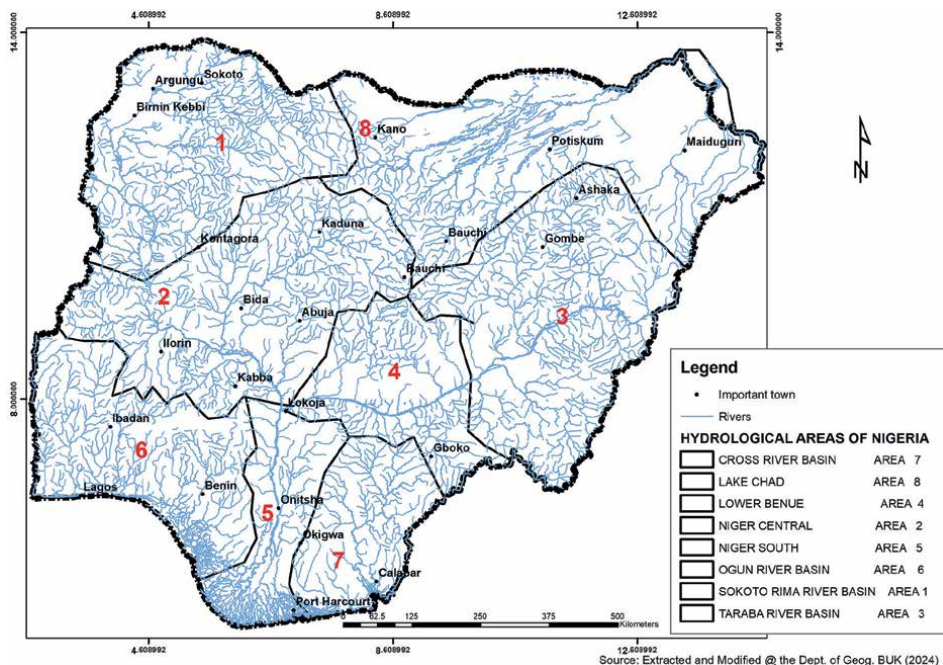 4.608992 8.608992 12.608992
14.000000 14.000000
Sokoto
Argungu
Birnin Kebbi
8
Kano
1
Potiskum
Maiduguri
Ashaka
Kaduna
Kontagora
Bauchi
Gombe
Bauchi
N
2
Bida
Abuja
3
Ilorin
4
Kabba
8.000000
Lokoja
Ibadan
6
Gboko
Lagos
Benin
5
Onitsha
Okigwa
7
Calabar
Port Harcourt
0 62.5 125 250 375 500
Kilometers
4.608992 8.608992 12.608992
Legend
Important town
Rivers
HYDROLOGICAL AREAS OF NIGERIA
CROSS RIVER BASIN AREA 7
LAKE CHAD AREA 8
LOWER BENUE AREA 4
NIGER CENTRAL AREA 2
NIGER SOUTH AREA 5
OGUN RIVER BASIN AREA 6
SOKOTO RIMA RIVER BASIN AREA 1
TARABA RIVER BASIN AREA 3
Source: Extracted and Modified @ the Dept. of Geog. BUK (2024)